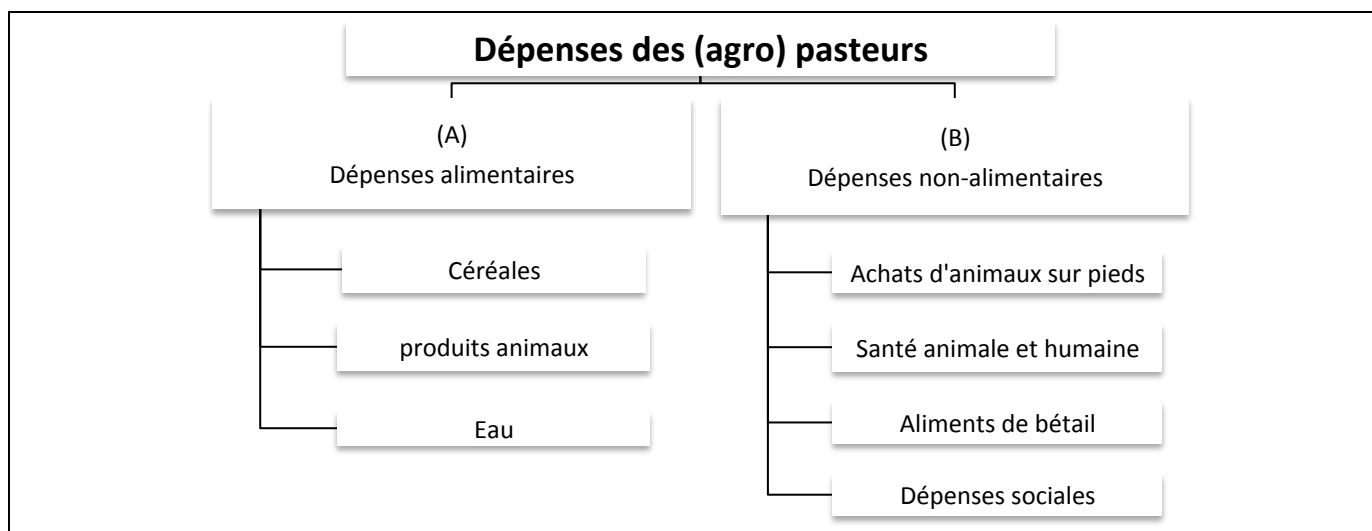 Dépenses des (agro) pasteurs
(A)
Dépenses alimentaires
Céréales
produits animaux
Eau
(B)
Dépenses non-alimentaires
Achats d'animaux sur pieds
Santé animale et humaine
Aliments de bétail
Dépenses sociales